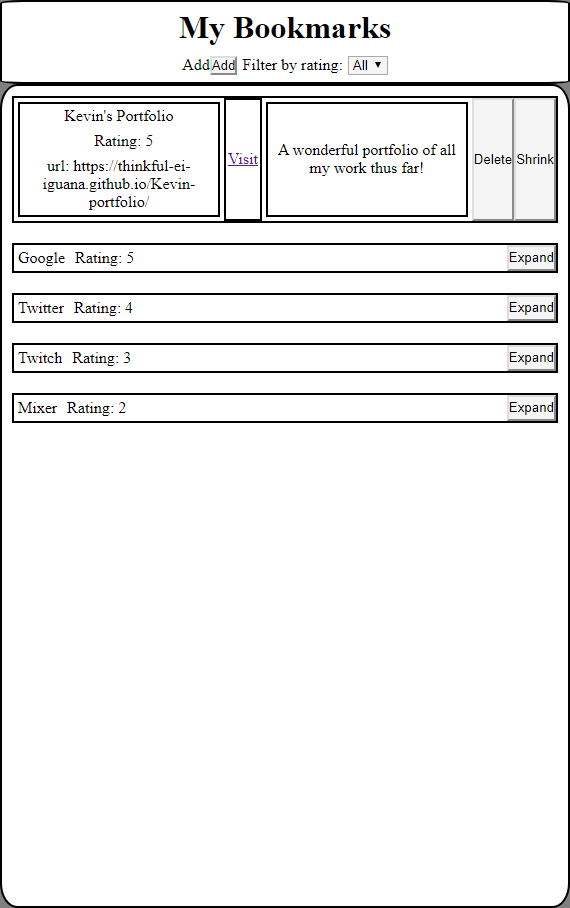 My Bookmarks
Add Add Filter by rating: All
Kevin's Portfolio
Rating: 5
url: https://thinkful-ei-
iguana.github.io/Kevin-
portfolio/
Visit
A wonderful portfolio of all
my work thus far!
Delete
Shrink
Google Rating: 5 Expand
Twitter Rating: 4 Expand
Twitch Rating: 3 Expand
Mixer Rating: 2 Expand